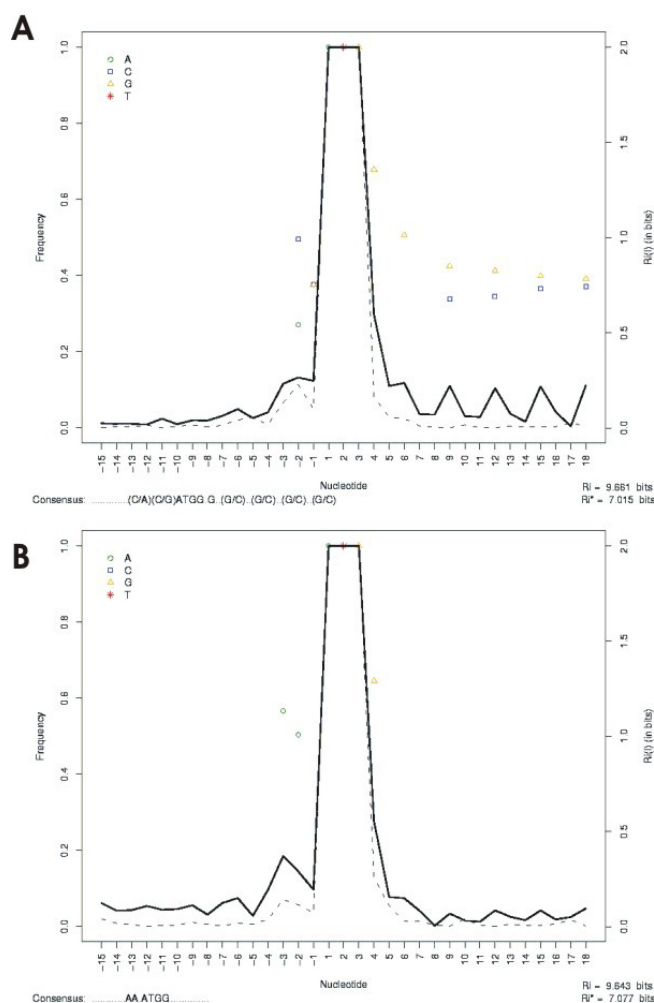 A
1.0
0.8
0.6
0.4
0.2
0.0
Frequency
A
C
G
T
2.0
1.5
1.0
0.5
0.0
Ri(l) (in bits)
−15 −14 −13 −12 −11 −10 −9 −8 −7 −6 −5 −4 −3 −2 −1 1 2 3 4 5 6 7 8 9 10 11 12 13 14 15 16 17 18
Nucleotide
Consensus: ...............(C/A)(C/G)ATGG.G..(G/C)..(G/C)..(G/C)..(G/C)
Ri = 9.661 bits
Ri* = 7.015 bits
B
1.0
0.8
0.6
0.4
0.2
0.0
Frequency
A
C
G
T
2.0
1.5
1.0
0.5
0.0
Ri(l) (in bits)
−15 −14 −13 −12 −11 −10 −9 −8 −7 −6 −5 −4 −3 −2 −1 1 2 3 4 5 6 7 8 9 10 11 12 13 14 15 16 17 18
Nucleotide
Consensus: ............AA.ATGG..............
Ri = 9.643 bits
Ri* = 7.077 bits